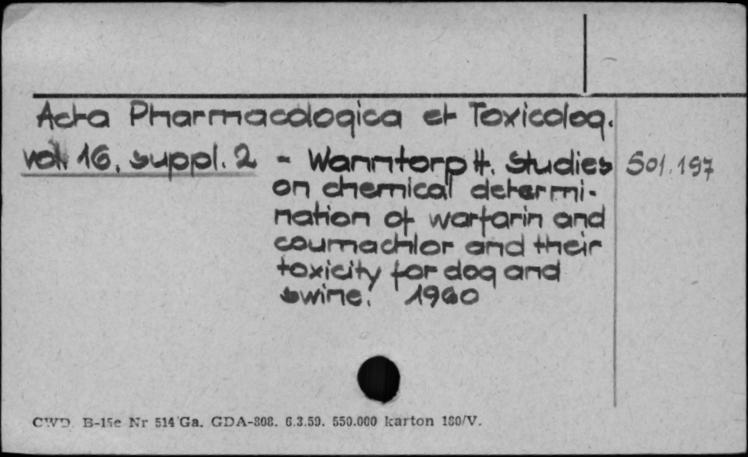 Acta Pharmacologica et Toxicolog.
vol. 16, suppl. 2 - Wanntorp H. Studies 501.197
on chemical determi-
nation of warfarin and
coumachlor and their
toxicity for dog and
swine. 1960
CWD. B-15c Nr 514 Ga. GDA-808. 6.3.59. 550.000 karton 180/V.